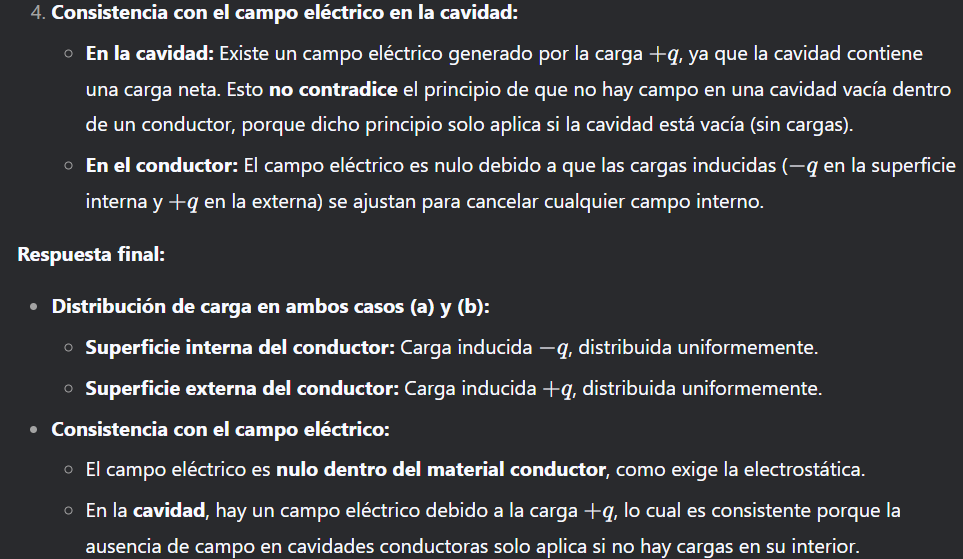 4. Consistencia con el campo eléctrico en la cavidad:
○ En la cavidad: Existe un campo eléctrico generado por la carga +q, ya que la cavidad contiene
una carga neta. Esto no contradice el principio de que no hay campo en una cavidad vacía dentro
de un conductor, porque dicho principio solo aplica si la cavidad está vacía (sin cargas).
○ En el conductor: El campo eléctrico es nulo debido a que las cargas inducidas (−q en la superficie
interna y +q en la externa) se ajustan para cancelar cualquier campo interno.
Respuesta final:
• Distribución de carga en ambos casos (a) y (b):
○ Superficie interna del conductor: Carga inducida −q, distribuida uniformemente.
○ Superficie externa del conductor: Carga inducida +q, distribuida uniformemente.
• Consistencia con el campo eléctrico:
○ El campo eléctrico es nulo dentro del material conductor, como exige la electrostática.
○ En la cavidad, hay un campo eléctrico debido a la carga +q, lo cual es consistente porque la
ausencia de campo en cavidades conductoras solo aplica si no hay cargas en su interior.